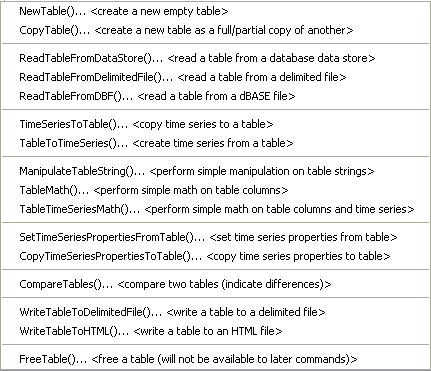 NewTable()... <create a new empty table>
CopyTable()... <create a new table as a full/partial copy of another>
ReadTableFromDataStore()... <read a table from a database data store>
ReadTableFromDelimitedFile()... <read a table from a delimited file>
ReadTableFromDBF()... <read a table from a dBASE file>
TimeSeriesToTable()... <copy time series to a table>
TableToTimeSeries()... <create time series from a table>
ManipulateTableString()... <perform simple manipulation on table strings>
TableMath()... <perform simple math on table columns>
TableTimeSeriesMath()... <perform simple math on table columns and time series>
SetTimeSeriesPropertiesFromTable()... <set time series properties from table>
CopyTimeSeriesPropertiesToTable()... <copy time series properties to table>
CompareTables()... <compare two tables (indicate differences)>
WriteTableToDelimitedFile()... <write a table to a delimited file>
WriteTableToHTML()... <write a table to an HTML file>
FreeTable()... <free a table (will not be available to later commands)>